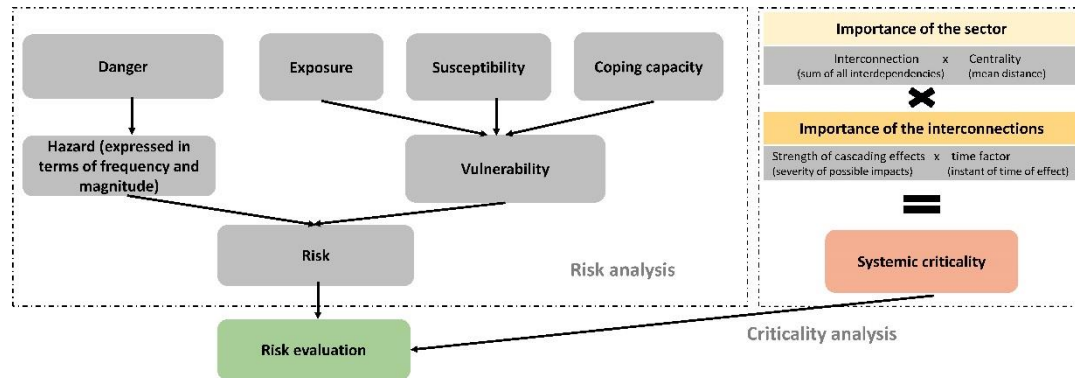 Danger
Exposure
Susceptibility
Coping capacity
Hazard (expressed in
terms of frequency and
magnitude)
Vulnerability
Risk
Risk analysis
Risk evaluation
Importance of the sector
Interconnection x Centrality
(sum of all interdependencies) (mean distance)
Importance of the interconnections
Strength of cascading effects x time factor
(severity of possible impacts) (instant of time of effect)
Systemic criticality
Criticality analysis